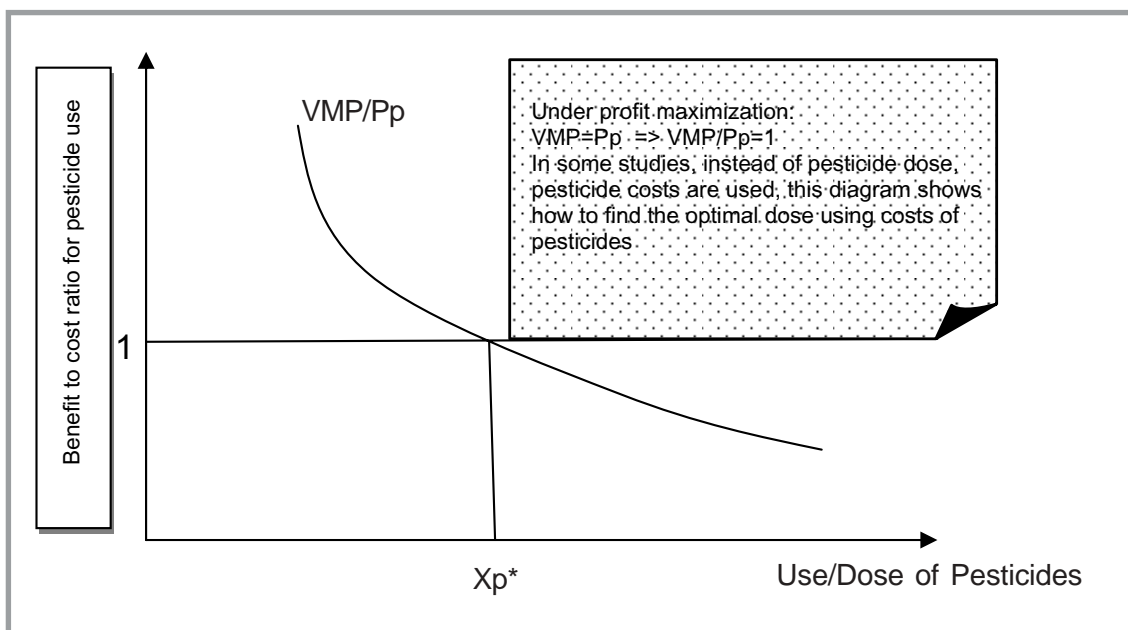 Benefit to cost ratio for pesticide use
VMP/Pp
Under profit maximization:
VMP=Pp => VMP/Pp=1
In some studies, instead of pesticide dose,
pesticide costs are used, this diagram shows
how to find the optimal dose using costs of
pesticides
1
Xp*
Use/Dose of Pesticides